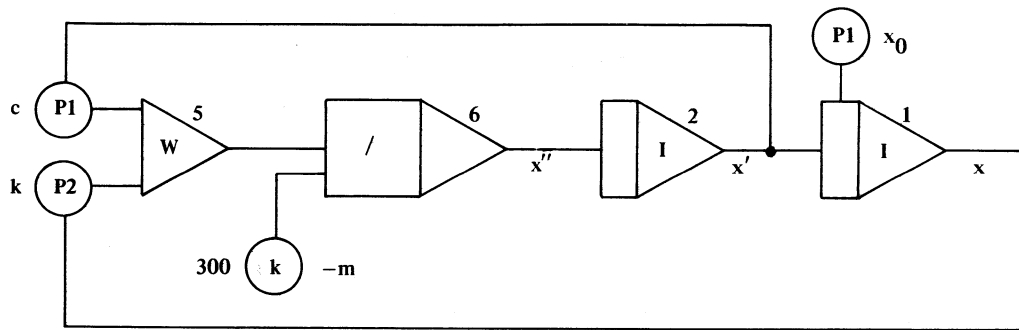 P1 x0
c P1 5 6 2 1
W / I I
x'' x' x
k P2
300 k −m